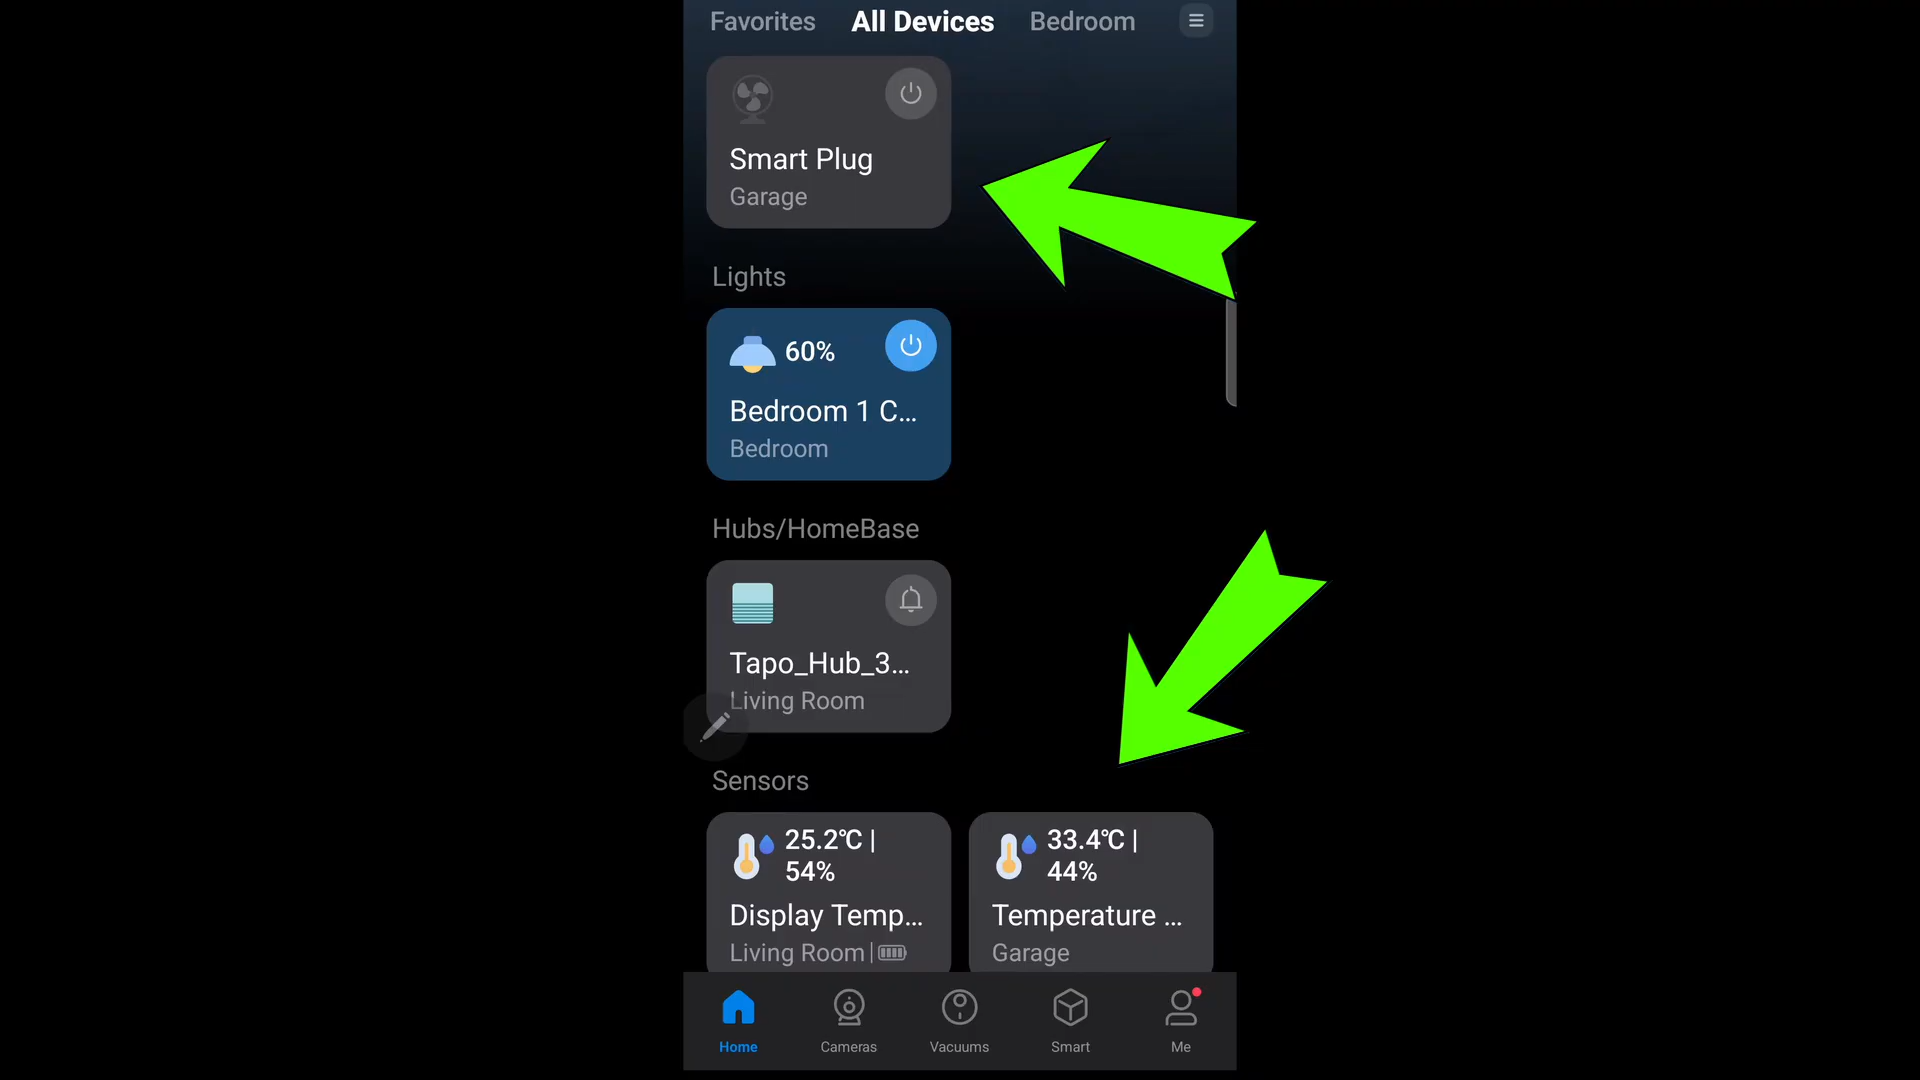 Favorites All Devices Bedroom
Smart Plug
Garage
Lights
60%
Bedroom 1 C...
Bedroom
Hubs/HomeBase
Tapo_Hub_3...
Living Room
Sensors
25.2℃ |
54%
Display Temp...
Living Room |
33.4℃ |
44%
Temperature ...
Garage
Home Cameras Vacuums Smart Me